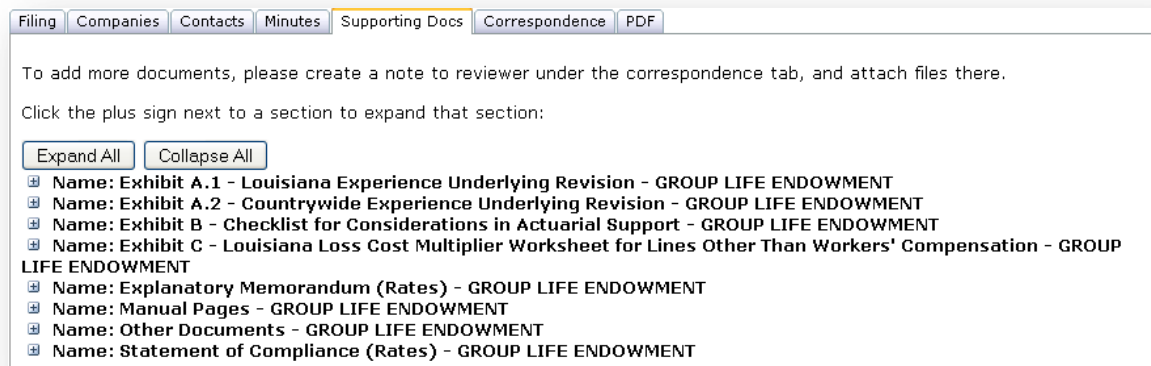 Filing Companies Contacts Minutes Supporting Docs Correspondence PDF
To add more documents, please create a note to reviewer under the correspondence tab, and attach files there.
Click the plus sign next to a section to expand that section:
Expand All Collapse All
Name: Exhibit A.1 - Louisiana Experience Underlying Revision - GROUP LIFE ENDOWMENT
Name: Exhibit A.2 - Countrywide Experience Underlying Revision - GROUP LIFE ENDOWMENT
Name: Exhibit B - Checklist for Considerations in Actuarial Support - GROUP LIFE ENDOWMENT
Name: Exhibit C - Louisiana Loss Cost Multiplier Worksheet for Lines Other Than Workers' Compensation - GROUP
LIFE ENDOWMENT
Name: Explanatory Memorandum (Rates) - GROUP LIFE ENDOWMENT
Name: Manual Pages - GROUP LIFE ENDOWMENT
Name: Other Documents - GROUP LIFE ENDOWMENT
Name: Statement of Compliance (Rates) - GROUP LIFE ENDOWMENT